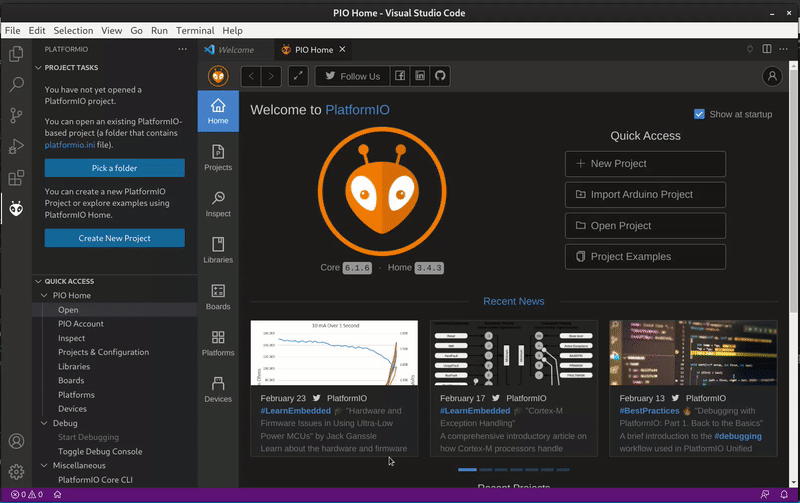 PIO Home - Visual Studio Code
File Edit Selection View Go Run Terminal Help
PLATFORMIO
PROJECT TASKS
You have not yet opened a
PlatformIO project.
You can open an existing PlatformIO-
based project (a folder that contains
platformio.ini file).
Pick a folder
You can create a new PlatformIO
Project or explore examples using
PlatformIO Home.
Create New Project
QUICK ACCESS
PIO Home
Open
PIO Account
Inspect
Projects & Configuration
Libraries
Boards
Platforms
Devices
Debug
Start Debugging
Toggle Debug Console
Miscellaneous
PlatformIO Core CLI
Welcome
PIO Home
Follow Us
Home
Projects
Inspect
Libraries
Boards
Platforms
Devices
Welcome to PlatformIO
Show at startup
Core 6.1.6 · Home 3.4.3
Quick Access
New Project
Import Arduino Project
Open Project
Project Examples
Recent News
10 mA Over 1 Second
February 23 PlatformIO
#LearnEmbedded 🎓 "Hardware and
Firmware Issues in Using Ultra-Low
Power MCUs" by Jack Ganssle
Learn about the hardware and firmware
February 17 PlatformIO
#LearnEmbedded 🎓 "Cortex-M
Exception Handling"
A comprehensive introductory article on
how Cortex-M processors handle
February 13 PlatformIO
#BestPractices 🔥 "Debugging with
PlatformIO: Part 1. Back to the Basics"
A brief introduction to the #debugging
workflow used in PlatformIO Unified
Recent Projects
0 0